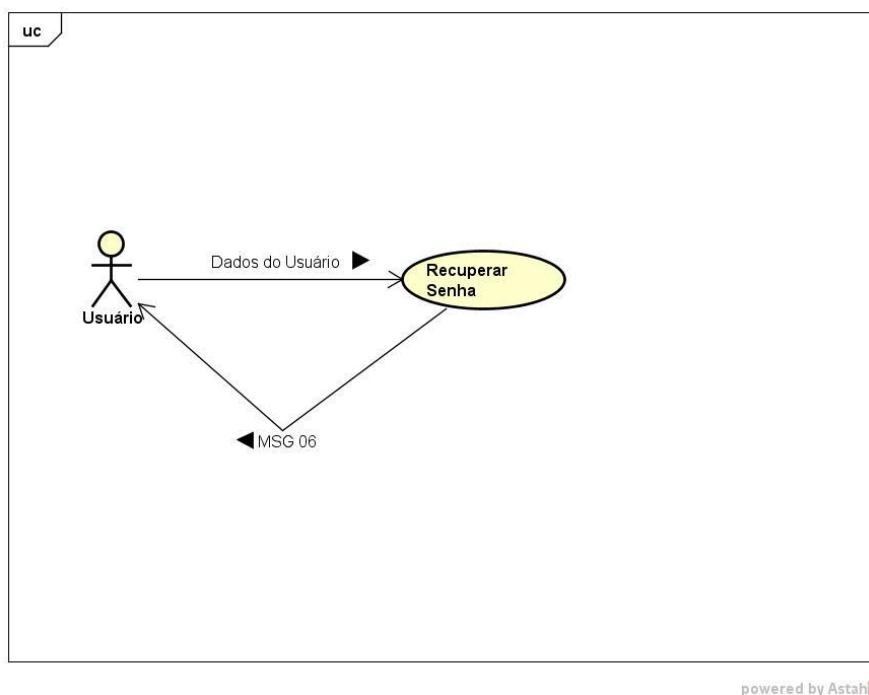 uc
Dados do Usuário
Recuperar
Senha
Usuário
MSG 06
powered by Astah